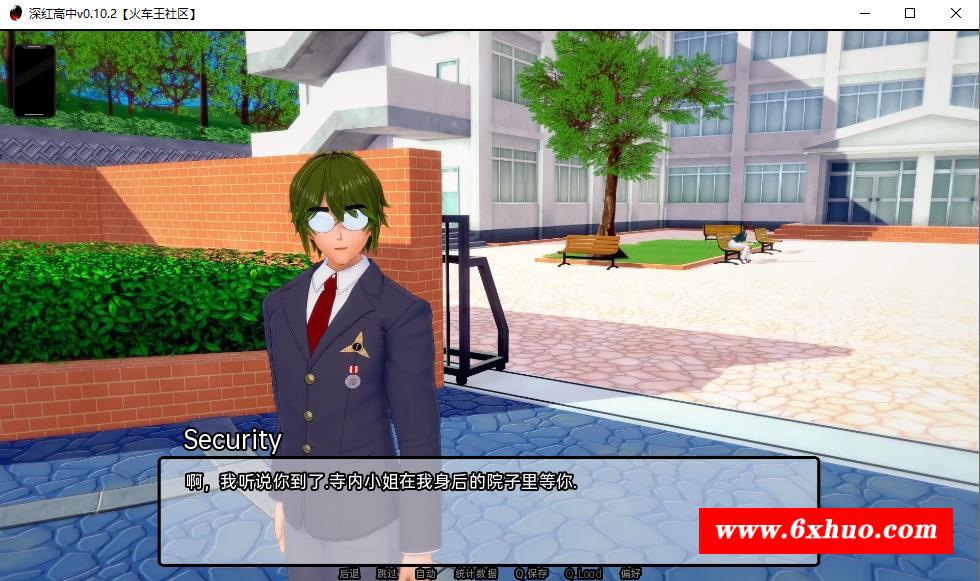 深红高中v0.10.2【火车王社区】
Security
啊，我听说你到了.寺内小姐在我身后的院子里等你.
www.6xhuo.com
后退 跳过 自动 统计数据 Q.保存 Q.Load 偏好